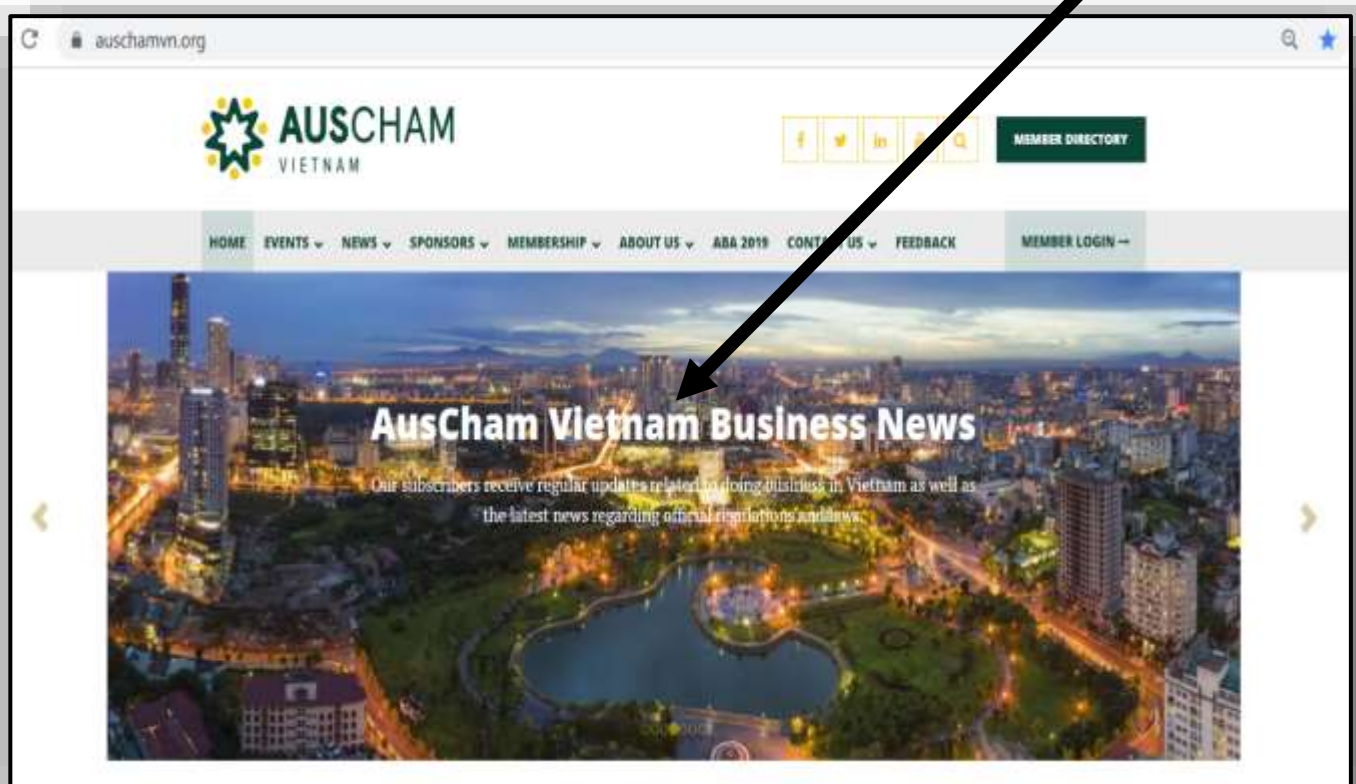 auschamvn.org
AUSCHAM
VIETNAM
MEMBER DIRECTORY
HOME EVENTS NEWS SPONSORS MEMBERSHIP ABOUT US ABA 2019 CONTACT US FEEDBACK MEMBER LOGIN →
AusCham Vietnam Business News
Our subscribers receive regular updates related to doing business in Vietnam as well as
the latest news regarding official regulations and laws.